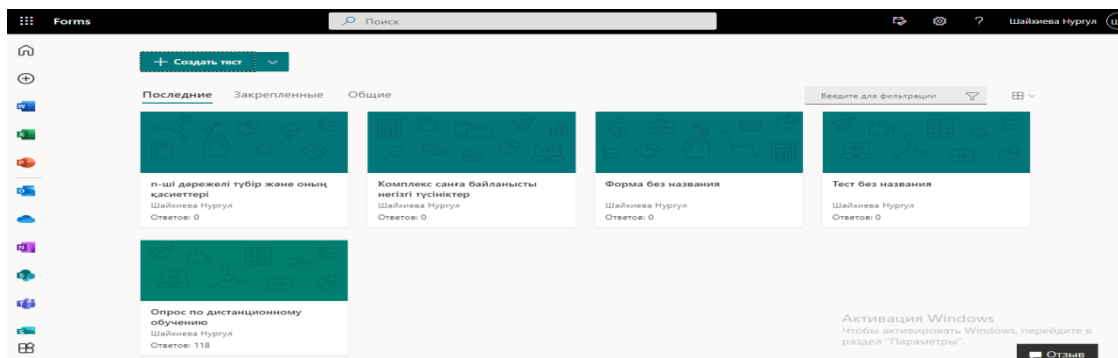 Forms
Поиск
?
Шайхиева Нургул
+ Создать тест
Последние Закрепленные Общие
Введите для фильтрации
n-ші дәрежелі түбір және оның
қасиеттері
Шайхиева Нургул
Ответов: 0
Комплекс санға байланысты
негізгі түсініктер
Шайхиева Нургул
Ответов: 0
Форма без названия
Шайхиева Нургул
Ответов: 0
Тест без названия
Шайхиева Нургул
Ответов: 0
Опрос по дистанционному
обучению
Шайхиева Нургул
Ответов: 118
Активация Windows
Чтобы активировать Windows, перейдите в
раздел "Параметры".
Отзыв